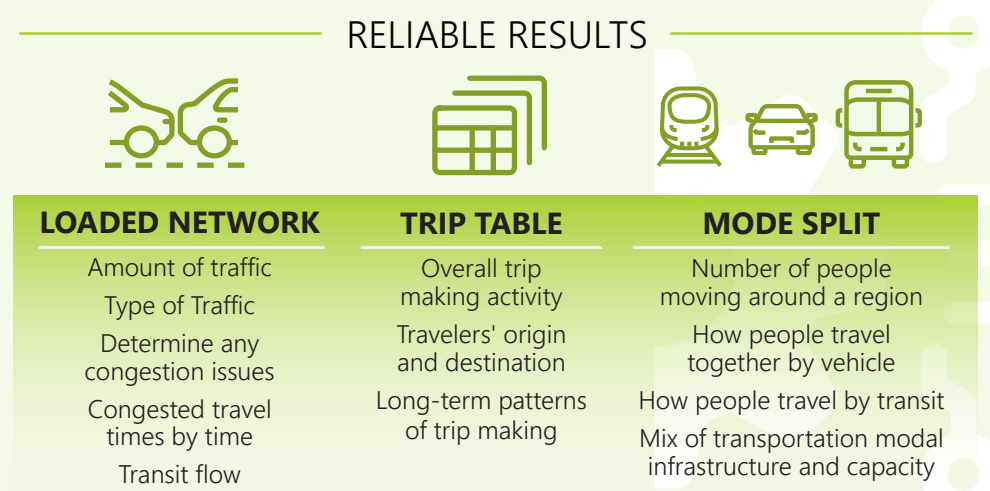 RELIABLE RESULTS
LOADED NETWORK
Amount of traffic
Type of Traffic
Determine any
congestion issues
Congested travel
times by time
Transit flow
TRIP TABLE
Overall trip
making activity
Travelers' origin
and destination
Long-term patterns
of trip making
MODE SPLIT
Number of people
moving around a region
How people travel
together by vehicle
How people travel by transit
Mix of transportation modal
infrastructure and capacity